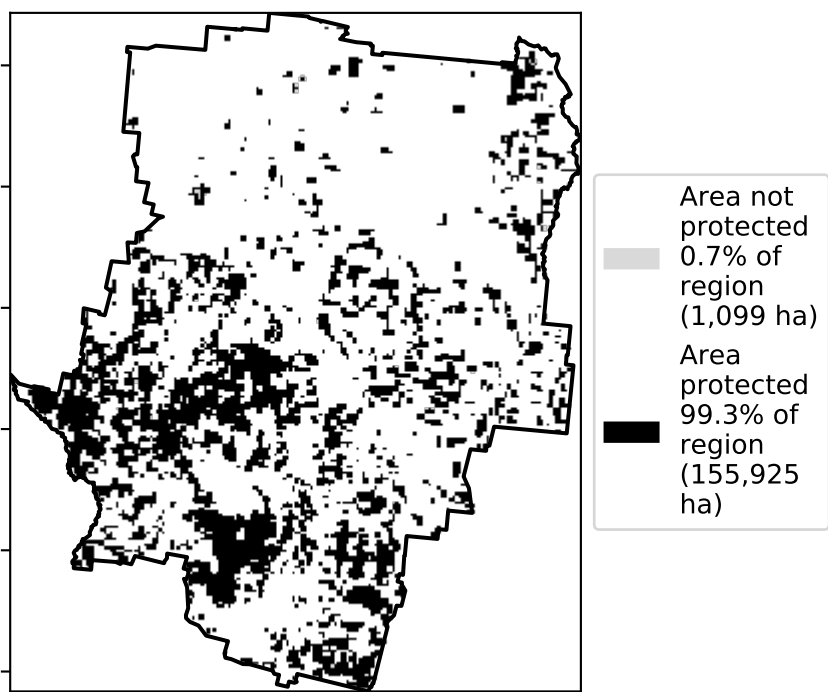 Area not
protected
0.7% of
region
(1,099 ha)
Area
protected
99.3% of
region
(155,925
ha)